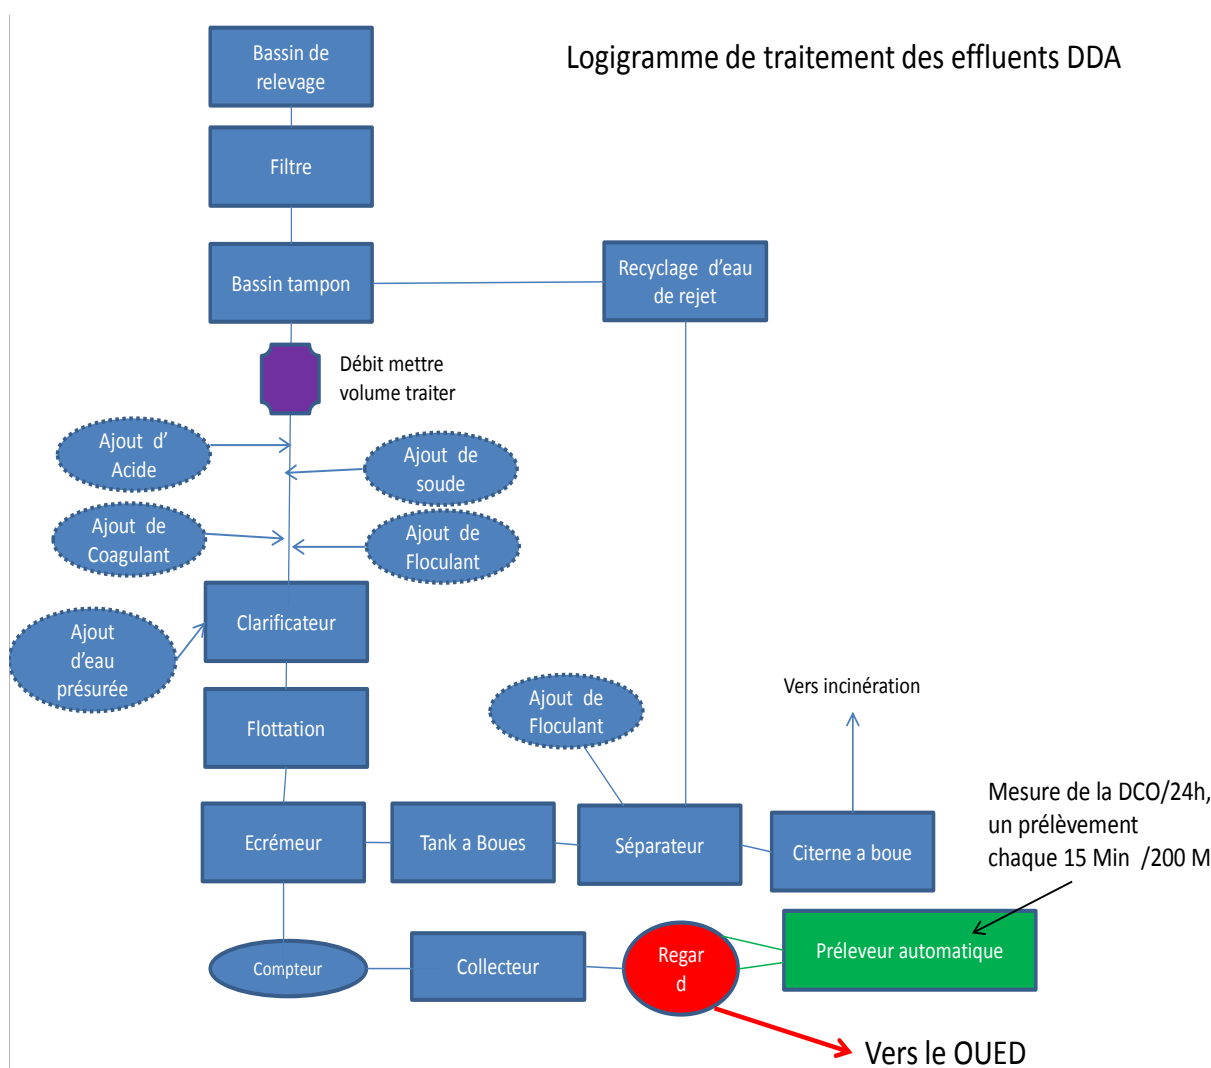 Logigramme de traitement des effluents DDA
Bassin de
relevage
Filtre
Bassin tampon
Recyclage d'eau
de rejet
Débit mettre
volume traiter
Ajout d'
Acide
Ajout de
soude
Ajout de
Coagulant
Ajout de
Floculant
Clarificateur
Ajout
d'eau
présurée
Flottation
Ajout de
Floculant
Vers incinération
Ecrémeur
Tank a Boues
Séparateur
Citerne a boue
Mesure de la DCO/24h,
un prélèvement
chaque 15 Min /200 M
Compteur
Collecteur
Regar
d
Préleveur automatique
Vers le OUED